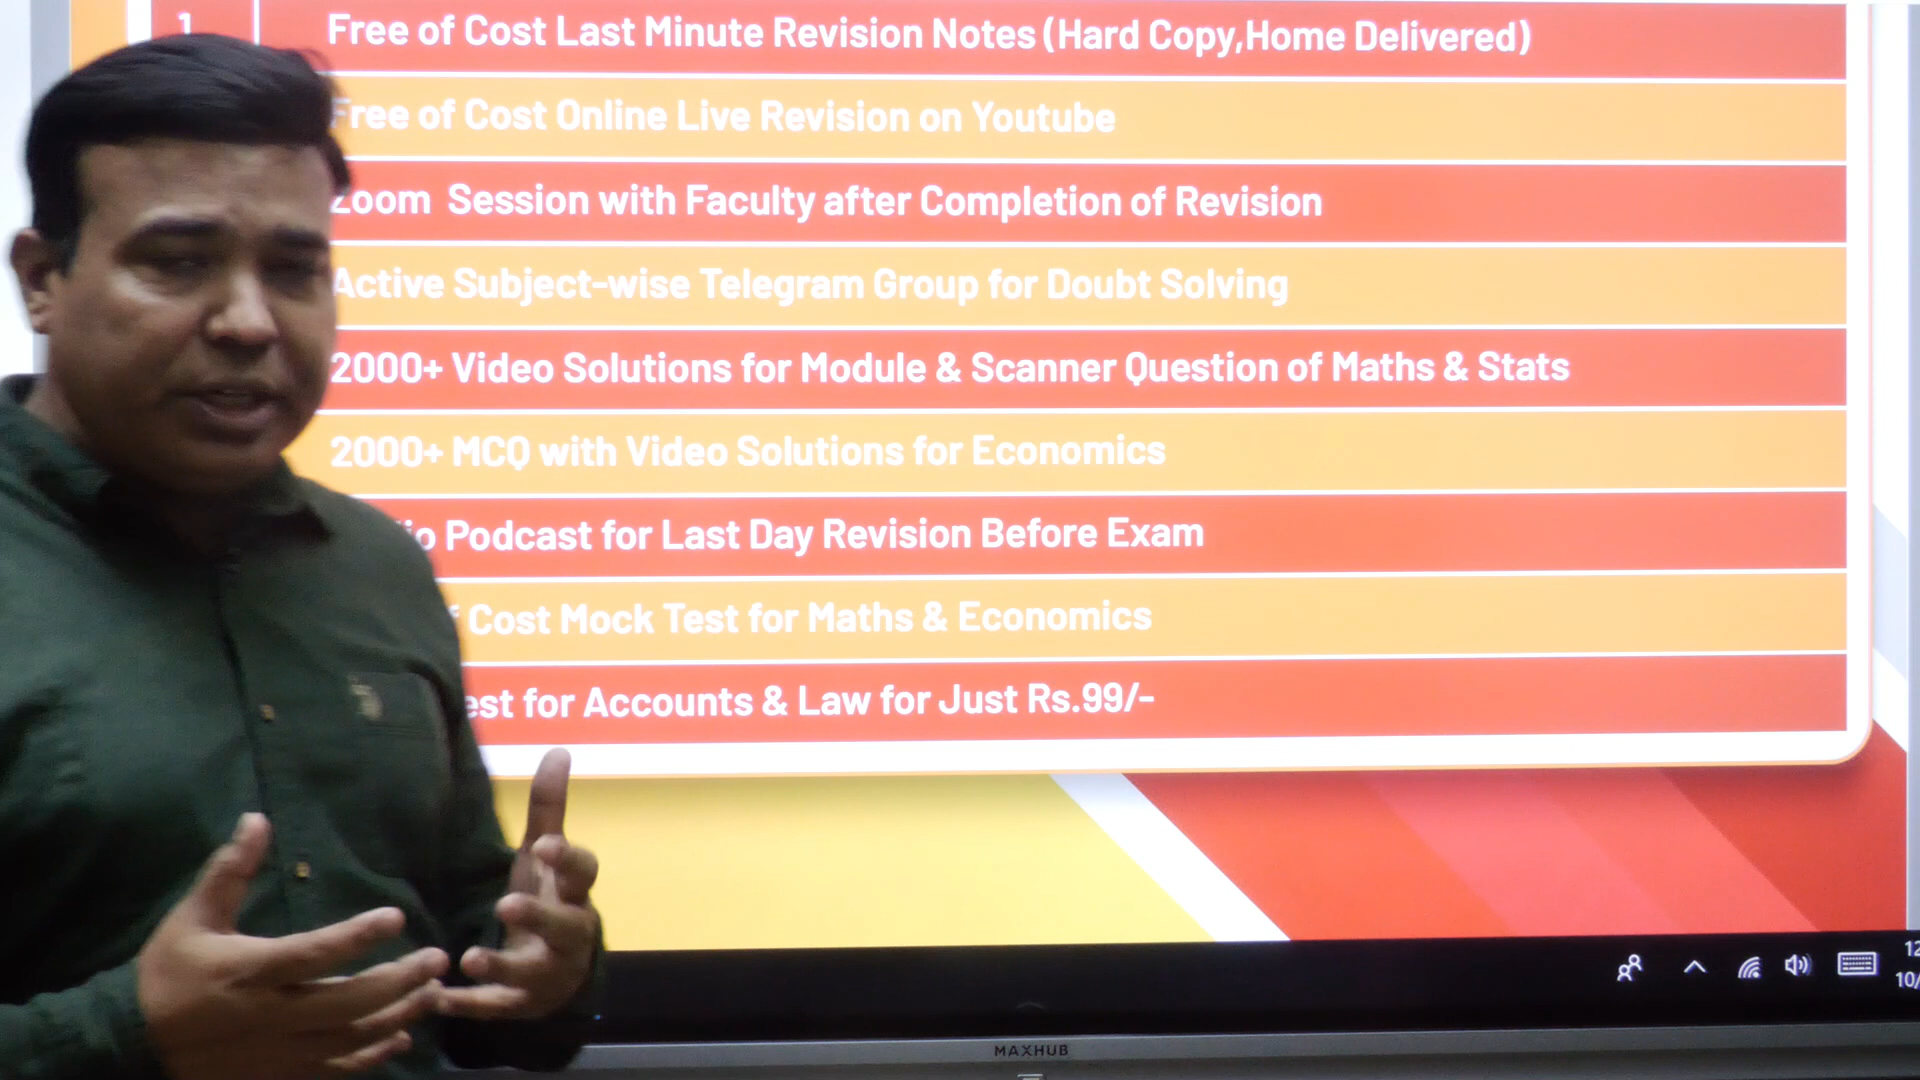 1 Free of Cost Last Minute Revision Notes (Hard Copy,Home Delivered)
Free of Cost Online Live Revision on Youtube
Zoom Session with Faculty after Completion of Revision
Active Subject-wise Telegram Group for Doubt Solving
2000+ Video Solutions for Module & Scanner Question of Maths & Stats
2000+ MCQ with Video Solutions for Economics
Podcast for Last Day Revision Before Exam
Cost Mock Test for Maths & Economics
for Accounts & Law for Just Rs.99/-
MAXHUB